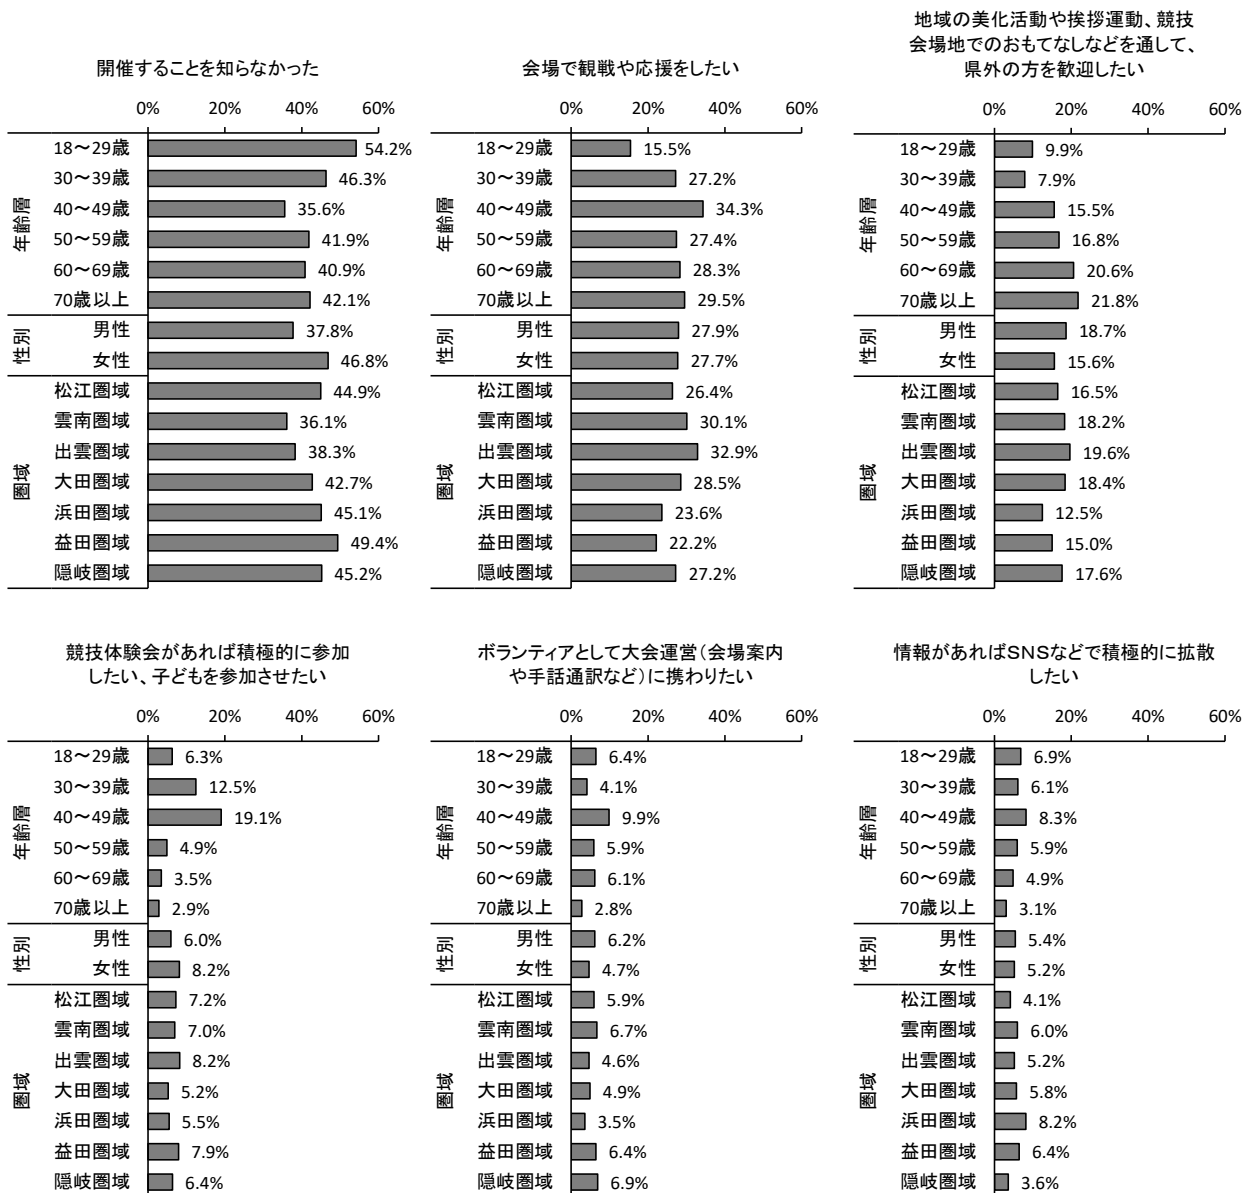 開催することを知らなかった
0% 20% 40% 60%
年齢層
18～29歳 54.2%
30～39歳 46.3%
40～49歳 35.6%
50～59歳 41.9%
60～69歳 40.9%
70歳以上 42.1%
性別
男性 37.8%
女性 46.8%
圏域
松江圏域 44.9%
雲南圏域 36.1%
出雲圏域 38.3%
大田圏域 42.7%
浜田圏域 45.1%
益田圏域 49.4%
隠岐圏域 45.2%
会場で観戦や応援をしたい
0% 20% 40% 60%
年齢層
18～29歳 15.5%
30～39歳 27.2%
40～49歳 34.3%
50～59歳 27.4%
60～69歳 28.3%
70歳以上 29.5%
性別
男性 27.9%
女性 27.7%
圏域
松江圏域 26.4%
雲南圏域 30.1%
出雲圏域 32.9%
大田圏域 28.5%
浜田圏域 23.6%
益田圏域 22.2%
隠岐圏域 27.2%
地域の美化活動や挨拶運動、競技
会場地でのおもてなしなどを通して、
県外の方を歓迎したい
0% 20% 40% 60%
年齢層
18～29歳 9.9%
30～39歳 7.9%
40～49歳 15.5%
50～59歳 16.8%
60～69歳 20.6%
70歳以上 21.8%
性別
男性 18.7%
女性 15.6%
圏域
松江圏域 16.5%
雲南圏域 18.2%
出雲圏域 19.6%
大田圏域 18.4%
浜田圏域 12.5%
益田圏域 15.0%
隠岐圏域 17.6%
競技体験会があれば積極的に参加
したい、子どもを参加させたい
0% 20% 40% 60%
年齢層
18～29歳 6.3%
30～39歳 12.5%
40～49歳 19.1%
50～59歳 4.9%
60～69歳 3.5%
70歳以上 2.9%
性別
男性 6.0%
女性 8.2%
圏域
松江圏域 7.2%
雲南圏域 7.0%
出雲圏域 8.2%
大田圏域 5.2%
浜田圏域 5.5%
益田圏域 7.9%
隠岐圏域 6.4%
ボランティアとして大会運営（会場案内
や手話通訳など）に携わりたい
0% 20% 40% 60%
年齢層
18～29歳 6.4%
30～39歳 4.1%
40～49歳 9.9%
50～59歳 5.9%
60～69歳 6.1%
70歳以上 2.8%
性別
男性 6.2%
女性 4.7%
圏域
松江圏域 5.9%
雲南圏域 6.7%
出雲圏域 4.6%
大田圏域 4.9%
浜田圏域 3.5%
益田圏域 6.4%
隠岐圏域 6.9%
情報があればＳＮＳなどで積極的に拡散
したい
0% 20% 40% 60%
年齢層
18～29歳 6.9%
30～39歳 6.1%
40～49歳 8.3%
50～59歳 5.9%
60～69歳 4.9%
70歳以上 3.1%
性別
男性 5.4%
女性 5.2%
圏域
松江圏域 4.1%
雲南圏域 6.0%
出雲圏域 5.2%
大田圏域 5.8%
浜田圏域 8.2%
益田圏域 6.4%
隠岐圏域 3.6%